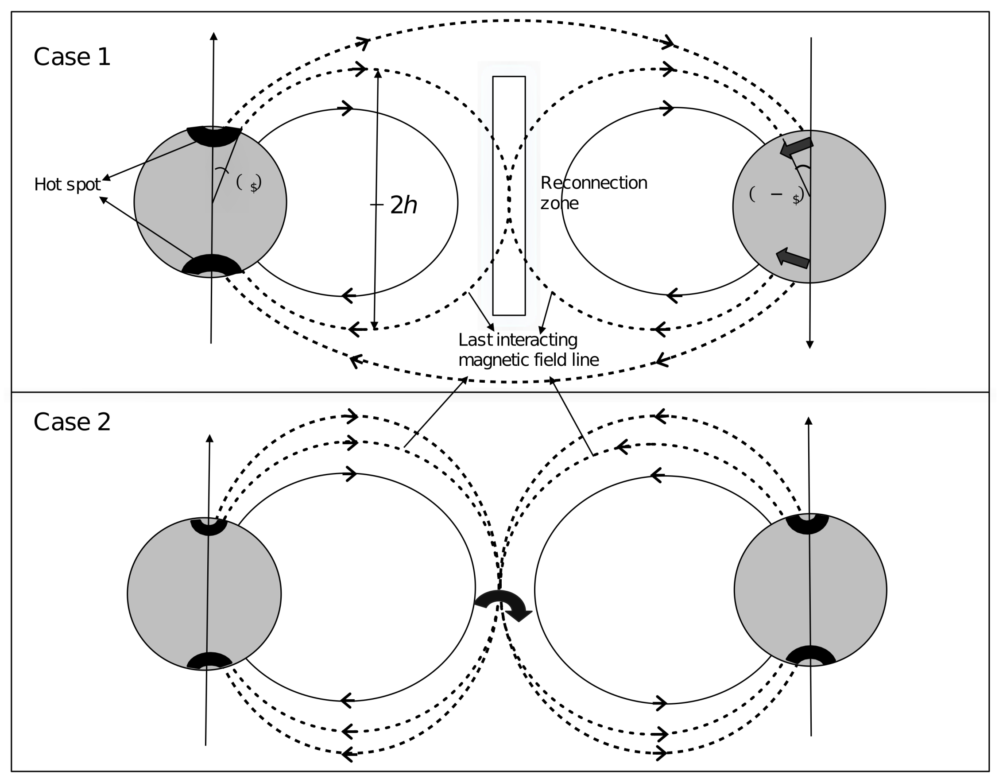 Case 1
Hot spot
( $)
– 2h
Reconnection
zone
( – $)
Last interacting
magnetic field line
Case 2